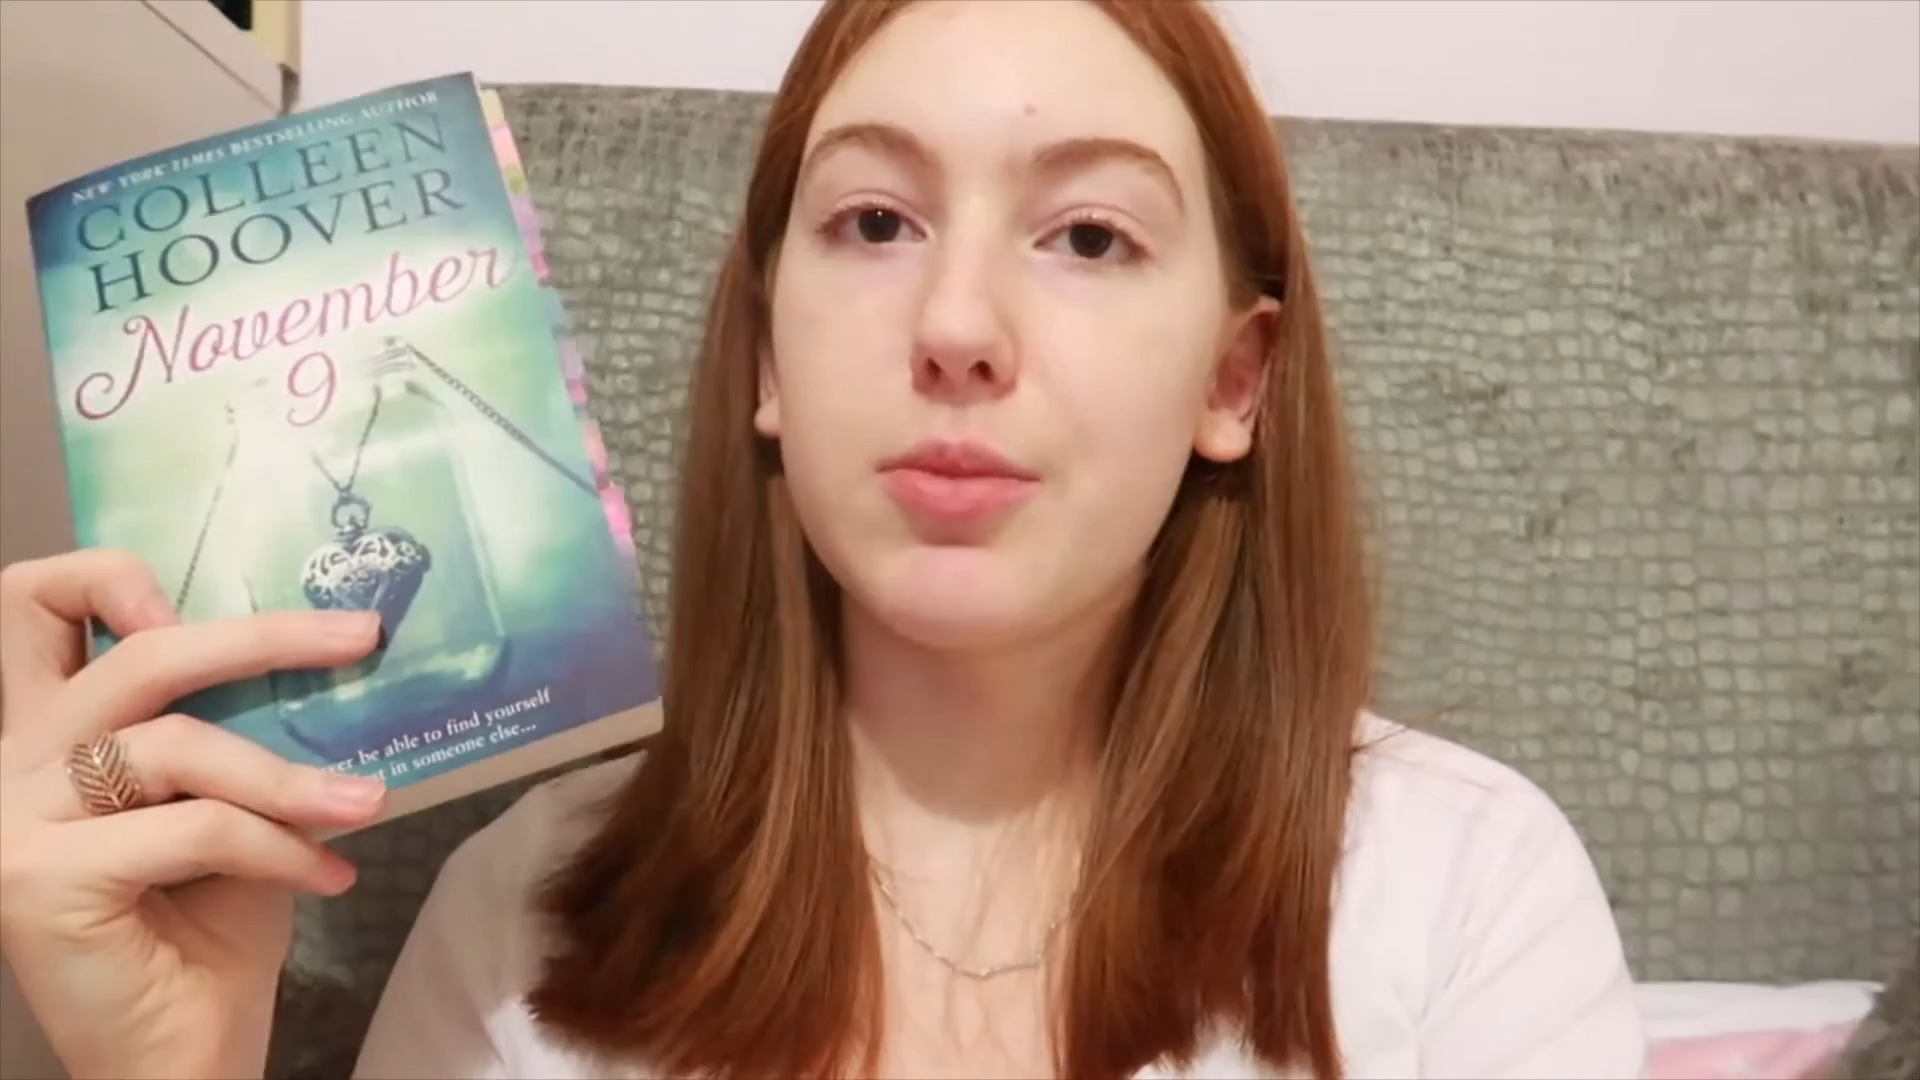 NEW YORK TIMES BESTSELLING AUTHOR
COLLEEN
HOOVER
November
9
be able to find yourself
in someone else...